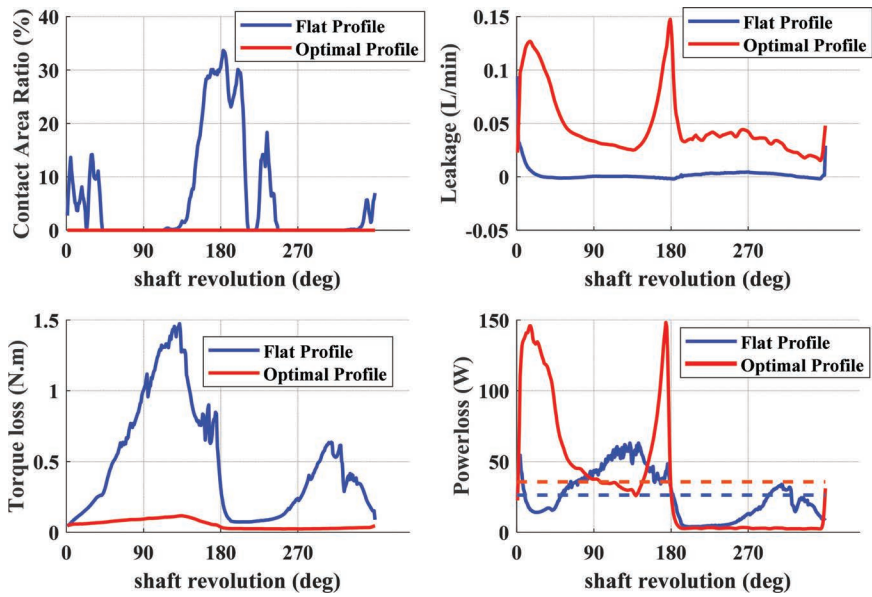 Contact Area Ratio (%)
40
30
20
10
0
0
90
180
270
shaft revolution (deg)
Flat Profile
Optimal Profile
Leakage (L/min)
0.15
0.1
0.05
0
-0.05
0
90
180
270
shaft revolution (deg)
Flat Profile
Optimal Profile
Torque loss (N.m)
1.5
1
0.5
0
0
90
180
270
shaft revolution (deg)
Flat Profile
Optimal Profile
Powerloss (W)
150
100
50
0
0
90
180
270
shaft revolution (deg)
Flat Profile
Optimal Profile